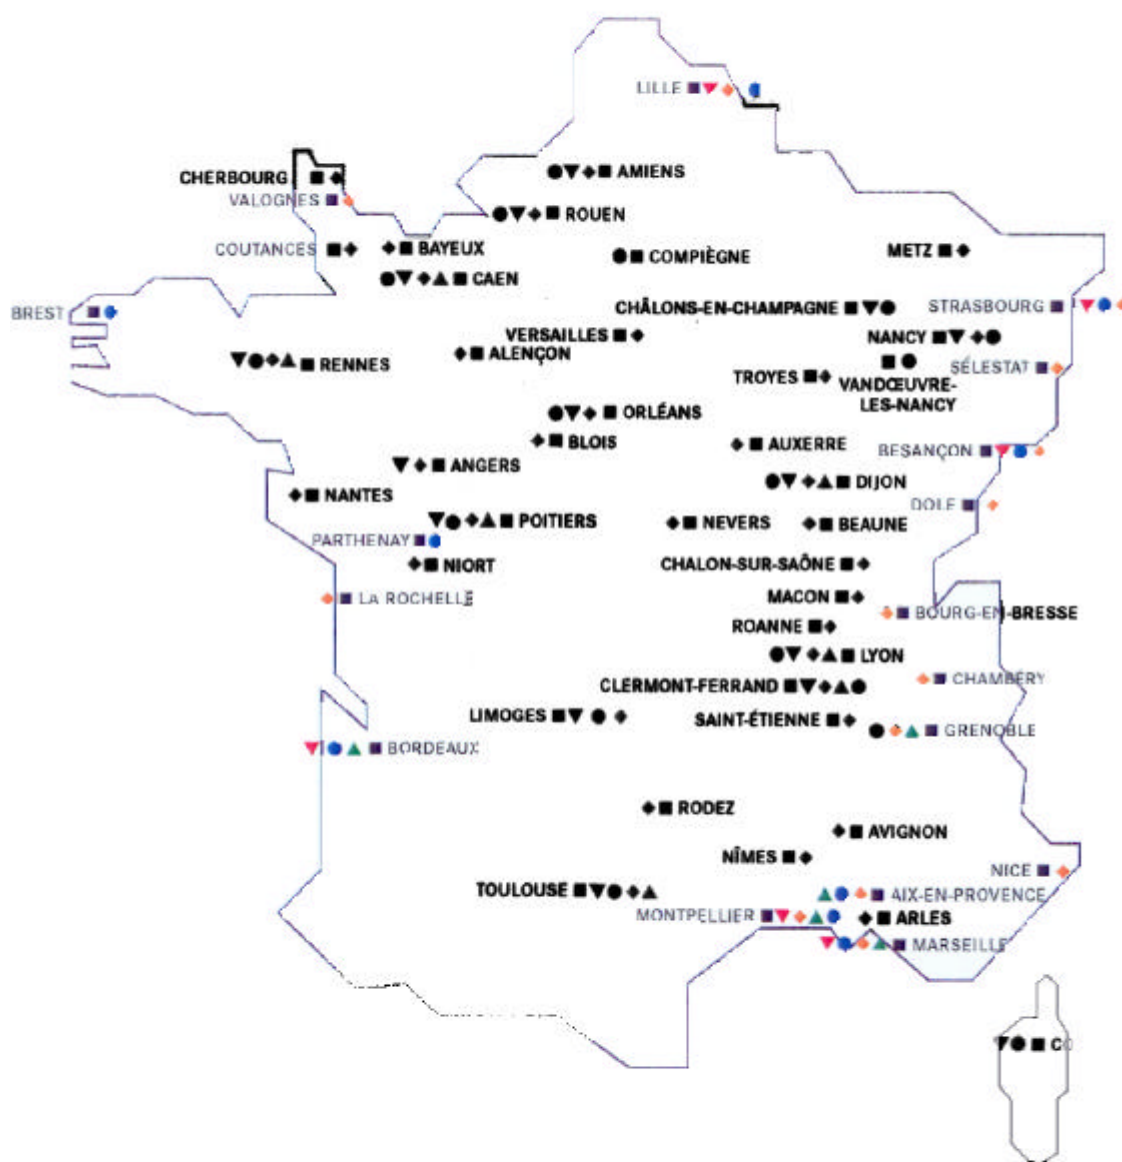 LILLE
AMIENS
CHERBOURG
VALOGNES
ROUEN
COUTANCES
BAYEUX
COMPIÈGNE
METZ
CAEN
BREST
CHÂLONS-EN-CHAMPAGNE
STRASBOURG
VERSAILLES
NANCY
ALENÇON
RENNES
SÉLESTAT
TROYES
VANDŒUVRE-
LES-NANCY
ORLÉANS
BLOIS
AUXERRE
BESANÇON
ANGERS
DIJON
NANTES
DOLE
POITIERS
NEVERS
BEAUNE
PARTHENAY
NIORT
CHALON-SUR-SAÔNE
LA ROCHELLE
MACON
BOURG-EN-BRESSE
ROANNE
LYON
CHAMBÉRY
CLERMONT-FERRAND
LIMOGES
SAINT-ÉTIENNE
GRENOBLE
BORDEAUX
RODEZ
AVIGNON
NÎMES
NICE
TOULOUSE
AIX-EN-PROVENCE
MONTPELLIER
ARLES
MARSEILLE